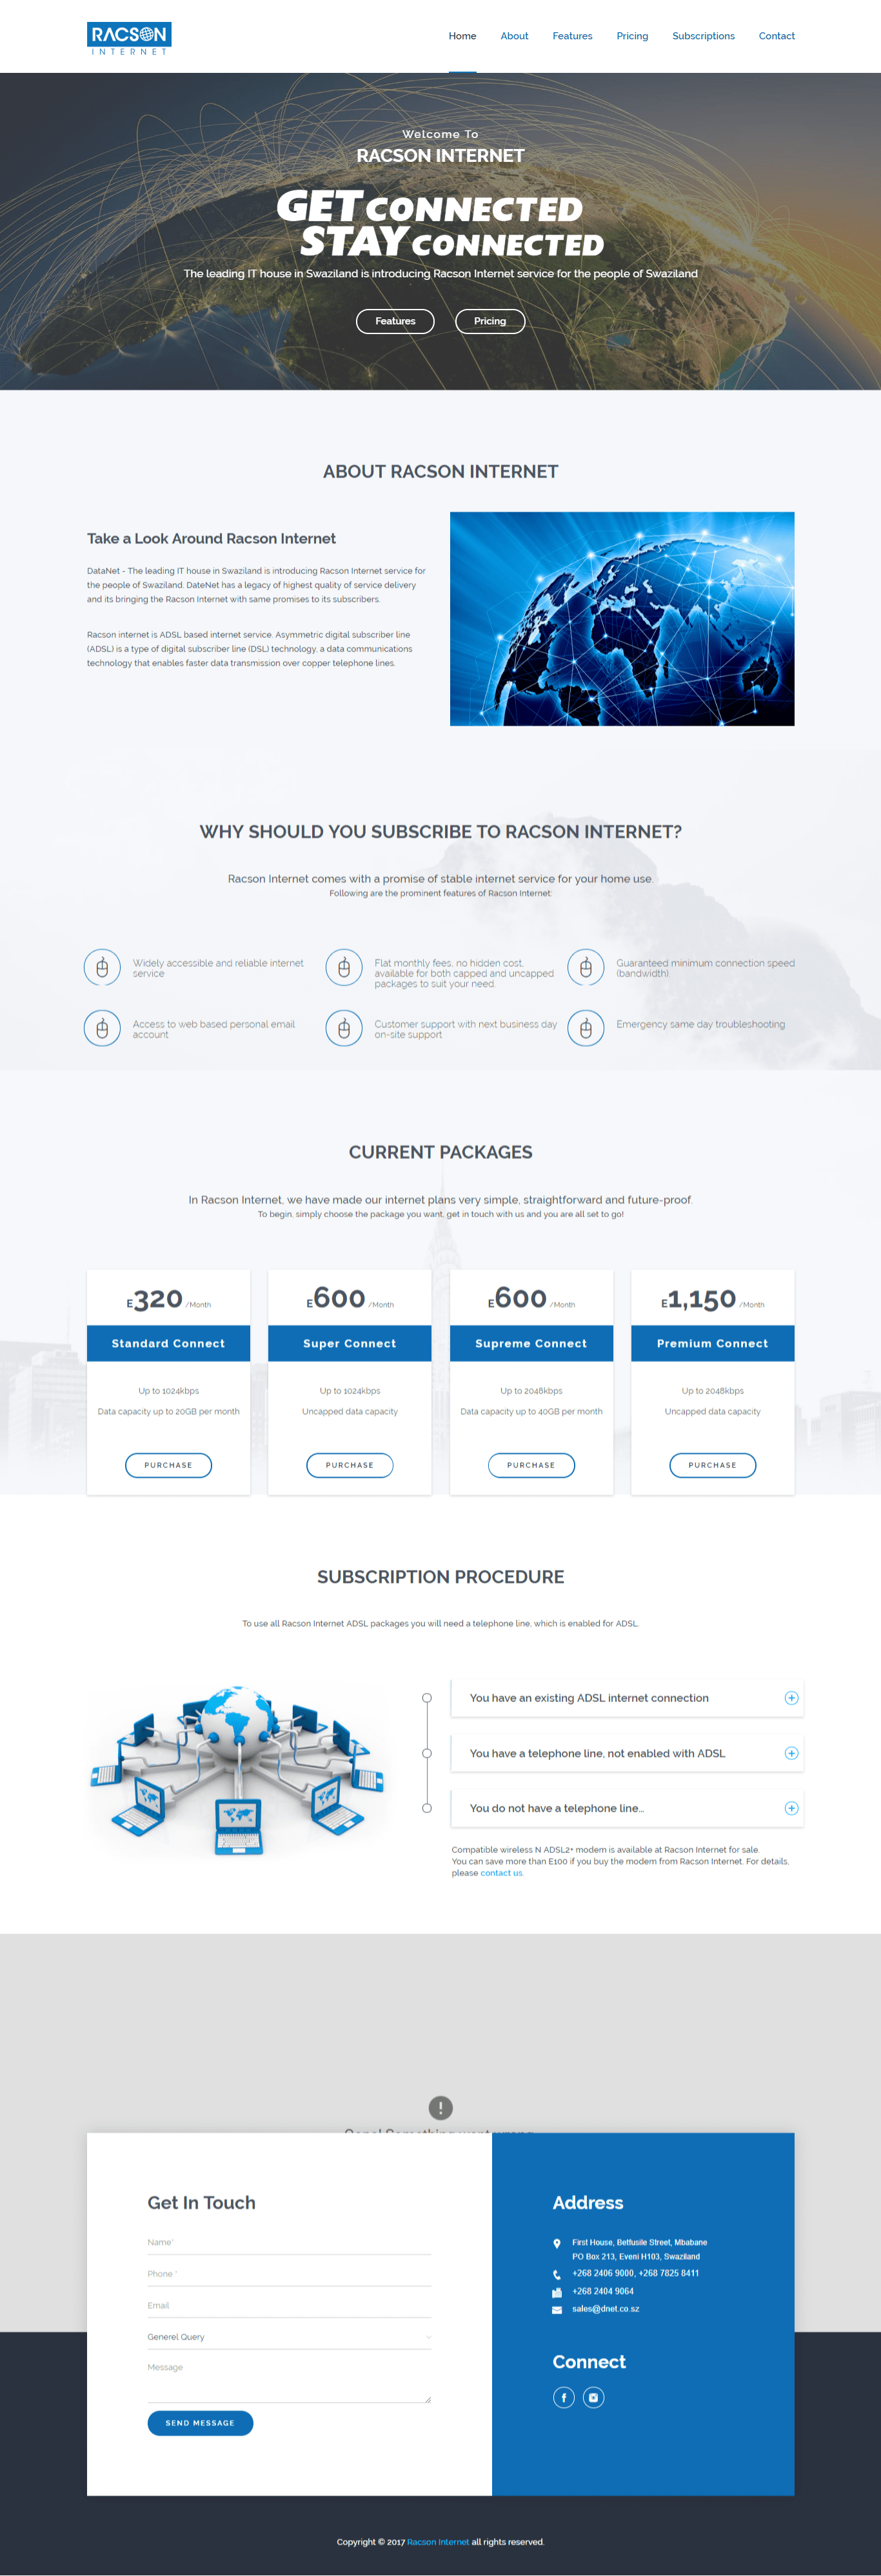 RACSON
INTERNET
Home About Features Pricing Subscriptions Contact
Welcome To
RACSON INTERNET
GET CONNECTED
STAY CONNECTED
The leading IT house in Swaziland is introducing Racson Internet service for the people of Swaziland
Features Pricing
ABOUT RACSON INTERNET
Take a Look Around Racson Internet
DataNet - The leading IT house in Swaziland is introducing Racson Internet service for
the people of Swaziland. DateNet has a legacy of highest quality of service delivery
and its bringing the Racson Internet with same promises to its subscribers.
Racson internet is ADSL based internet service. Asymmetric digital subscriber line
(ADSL) is a type of digital subscriber line (DSL) technology, a data communications
technology that enables faster data transmission over copper telephone lines.
WHY SHOULD YOU SUBSCRIBE TO RACSON INTERNET?
Racson Internet comes with a promise of stable internet service for your home use.
Following are the prominent features of Racson Internet:
Widely accessible and reliable internet
service
Flat monthly fees, no hidden cost,
available for both capped and uncapped
packages to suit your need.
Guaranteed minimum connection speed
(bandwidth).
Access to web based personal email
account
Customer support with next business day
on-site support
Emergency same day troubleshooting
CURRENT PACKAGES
In Racson Internet, we have made our internet plans very simple, straightforward and future-proof.
To begin, simply choose the package you want, get in touch with us and you are all set to go!
E320 /Month
Standard Connect
Up to 1024kbps
Data capacity up to 20GB per month
PURCHASE
E600 /Month
Super Connect
Up to 1024kbps
Uncapped data capacity
PURCHASE
E600 /Month
Supreme Connect
Up to 2048kbps
Data capacity up to 40GB per month
PURCHASE
E1,150 /Month
Premium Connect
Up to 2048kbps
Uncapped data capacity
PURCHASE
SUBSCRIPTION PROCEDURE
To use all Racson Internet ADSL packages you will need a telephone line, which is enabled for ADSL.
You have an existing ADSL internet connection
You have a telephone line, not enabled with ADSL
You do not have a telephone line...
Compatible wireless N ADSL2+ modem is available at Racson Internet for sale.
You can save more than E100 if you buy the modem from Racson Internet. For details,
please contact us.
Get In Touch
Name*
Phone *
Email
Generel Query
Message
SEND MESSAGE
Address
First House, Betfusile Street, Mbabane
PO Box 213, Eveni H103, Swaziland
+268 2406 9000, +268 7825 8411
+268 2404 9064
sales@dnet.co.sz
Connect
Copyright © 2017 Racson Internet all rights reserved.